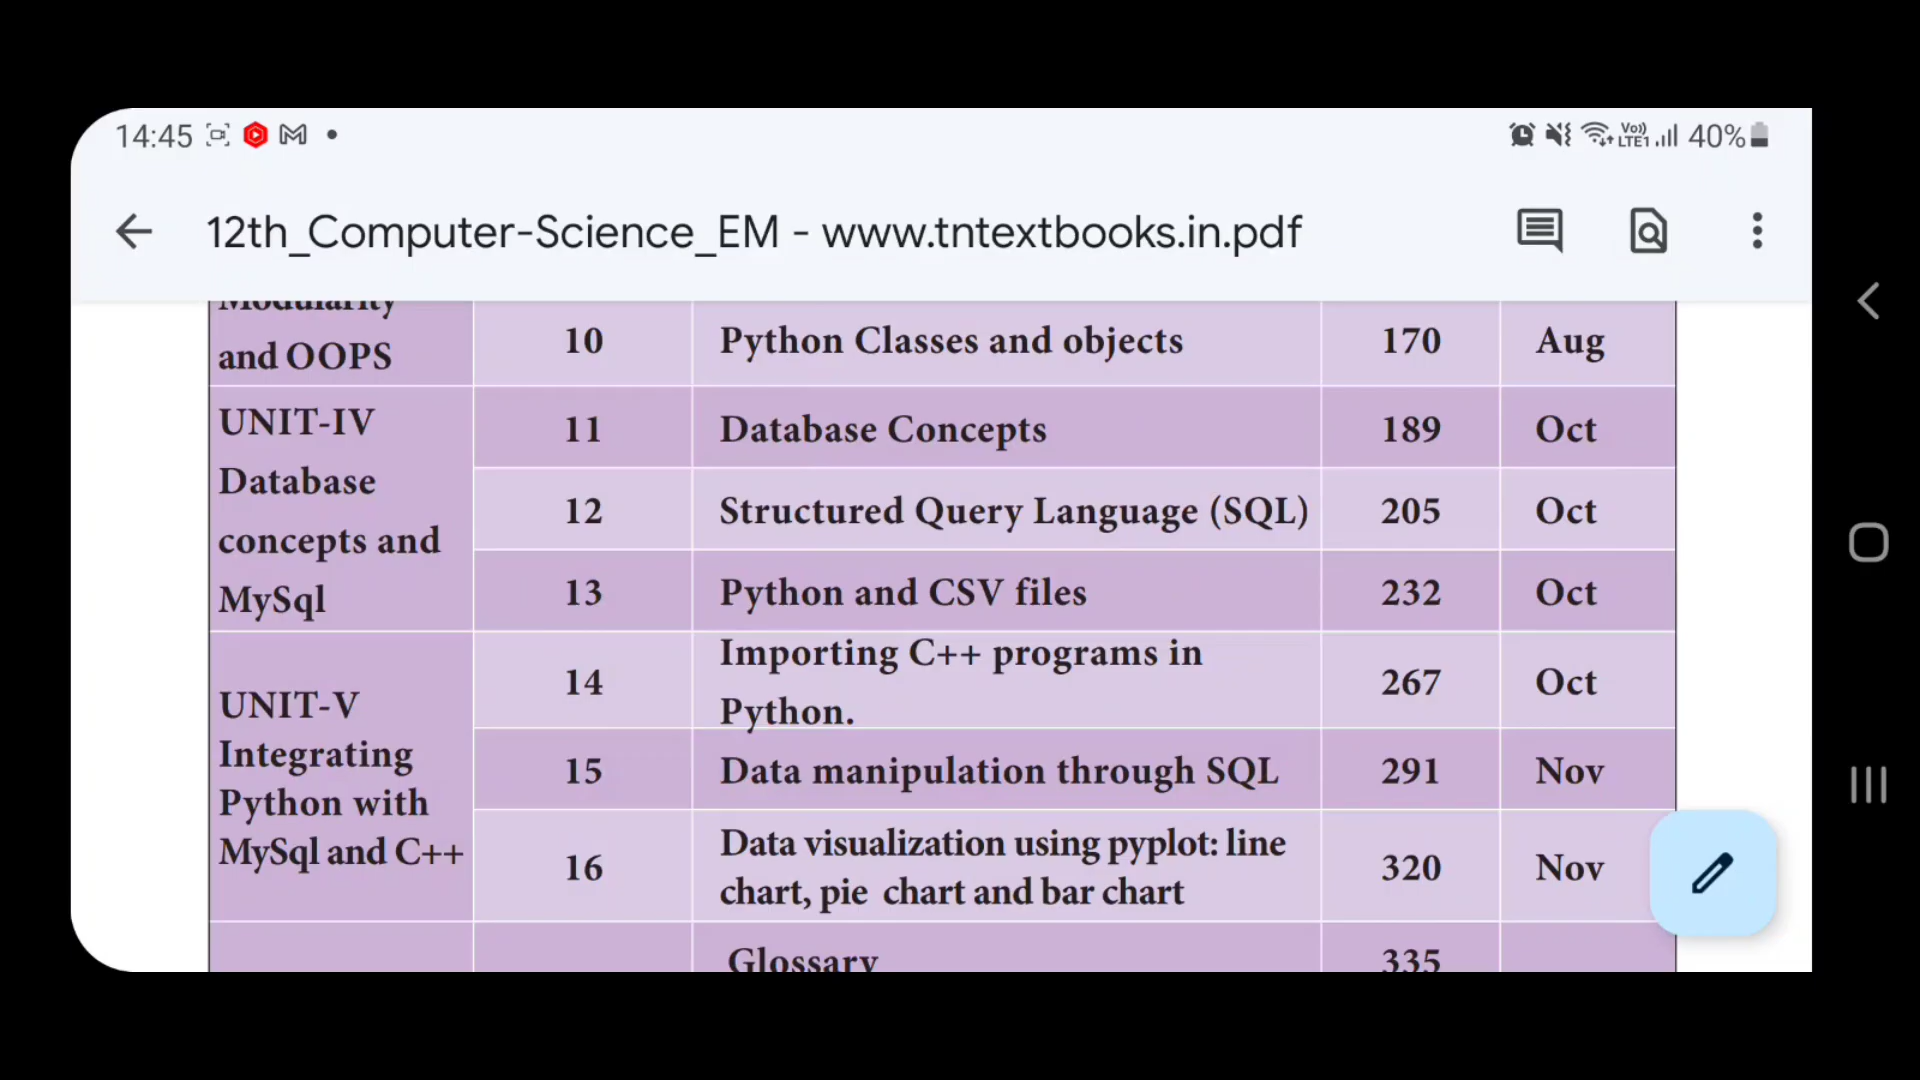 14:45
Vo))
LTE1
40%
12th_Computer-Science_EM - www.tntextbooks.in.pdf
Modularity
and OOPS
10
Python Classes and objects
170
Aug
UNIT-IV
Database
concepts and
MySql
11
Database Concepts
189
Oct
12
Structured Query Language (SQL)
205
Oct
13
Python and CSV files
232
Oct
UNIT-V
Integrating
Python with
MySql and C++
14
Importing C++ programs in
Python.
267
Oct
15
Data manipulation through SQL
291
Nov
16
Data visualization using pyplot: line
chart, pie chart and bar chart
320
Nov
Glossary
335